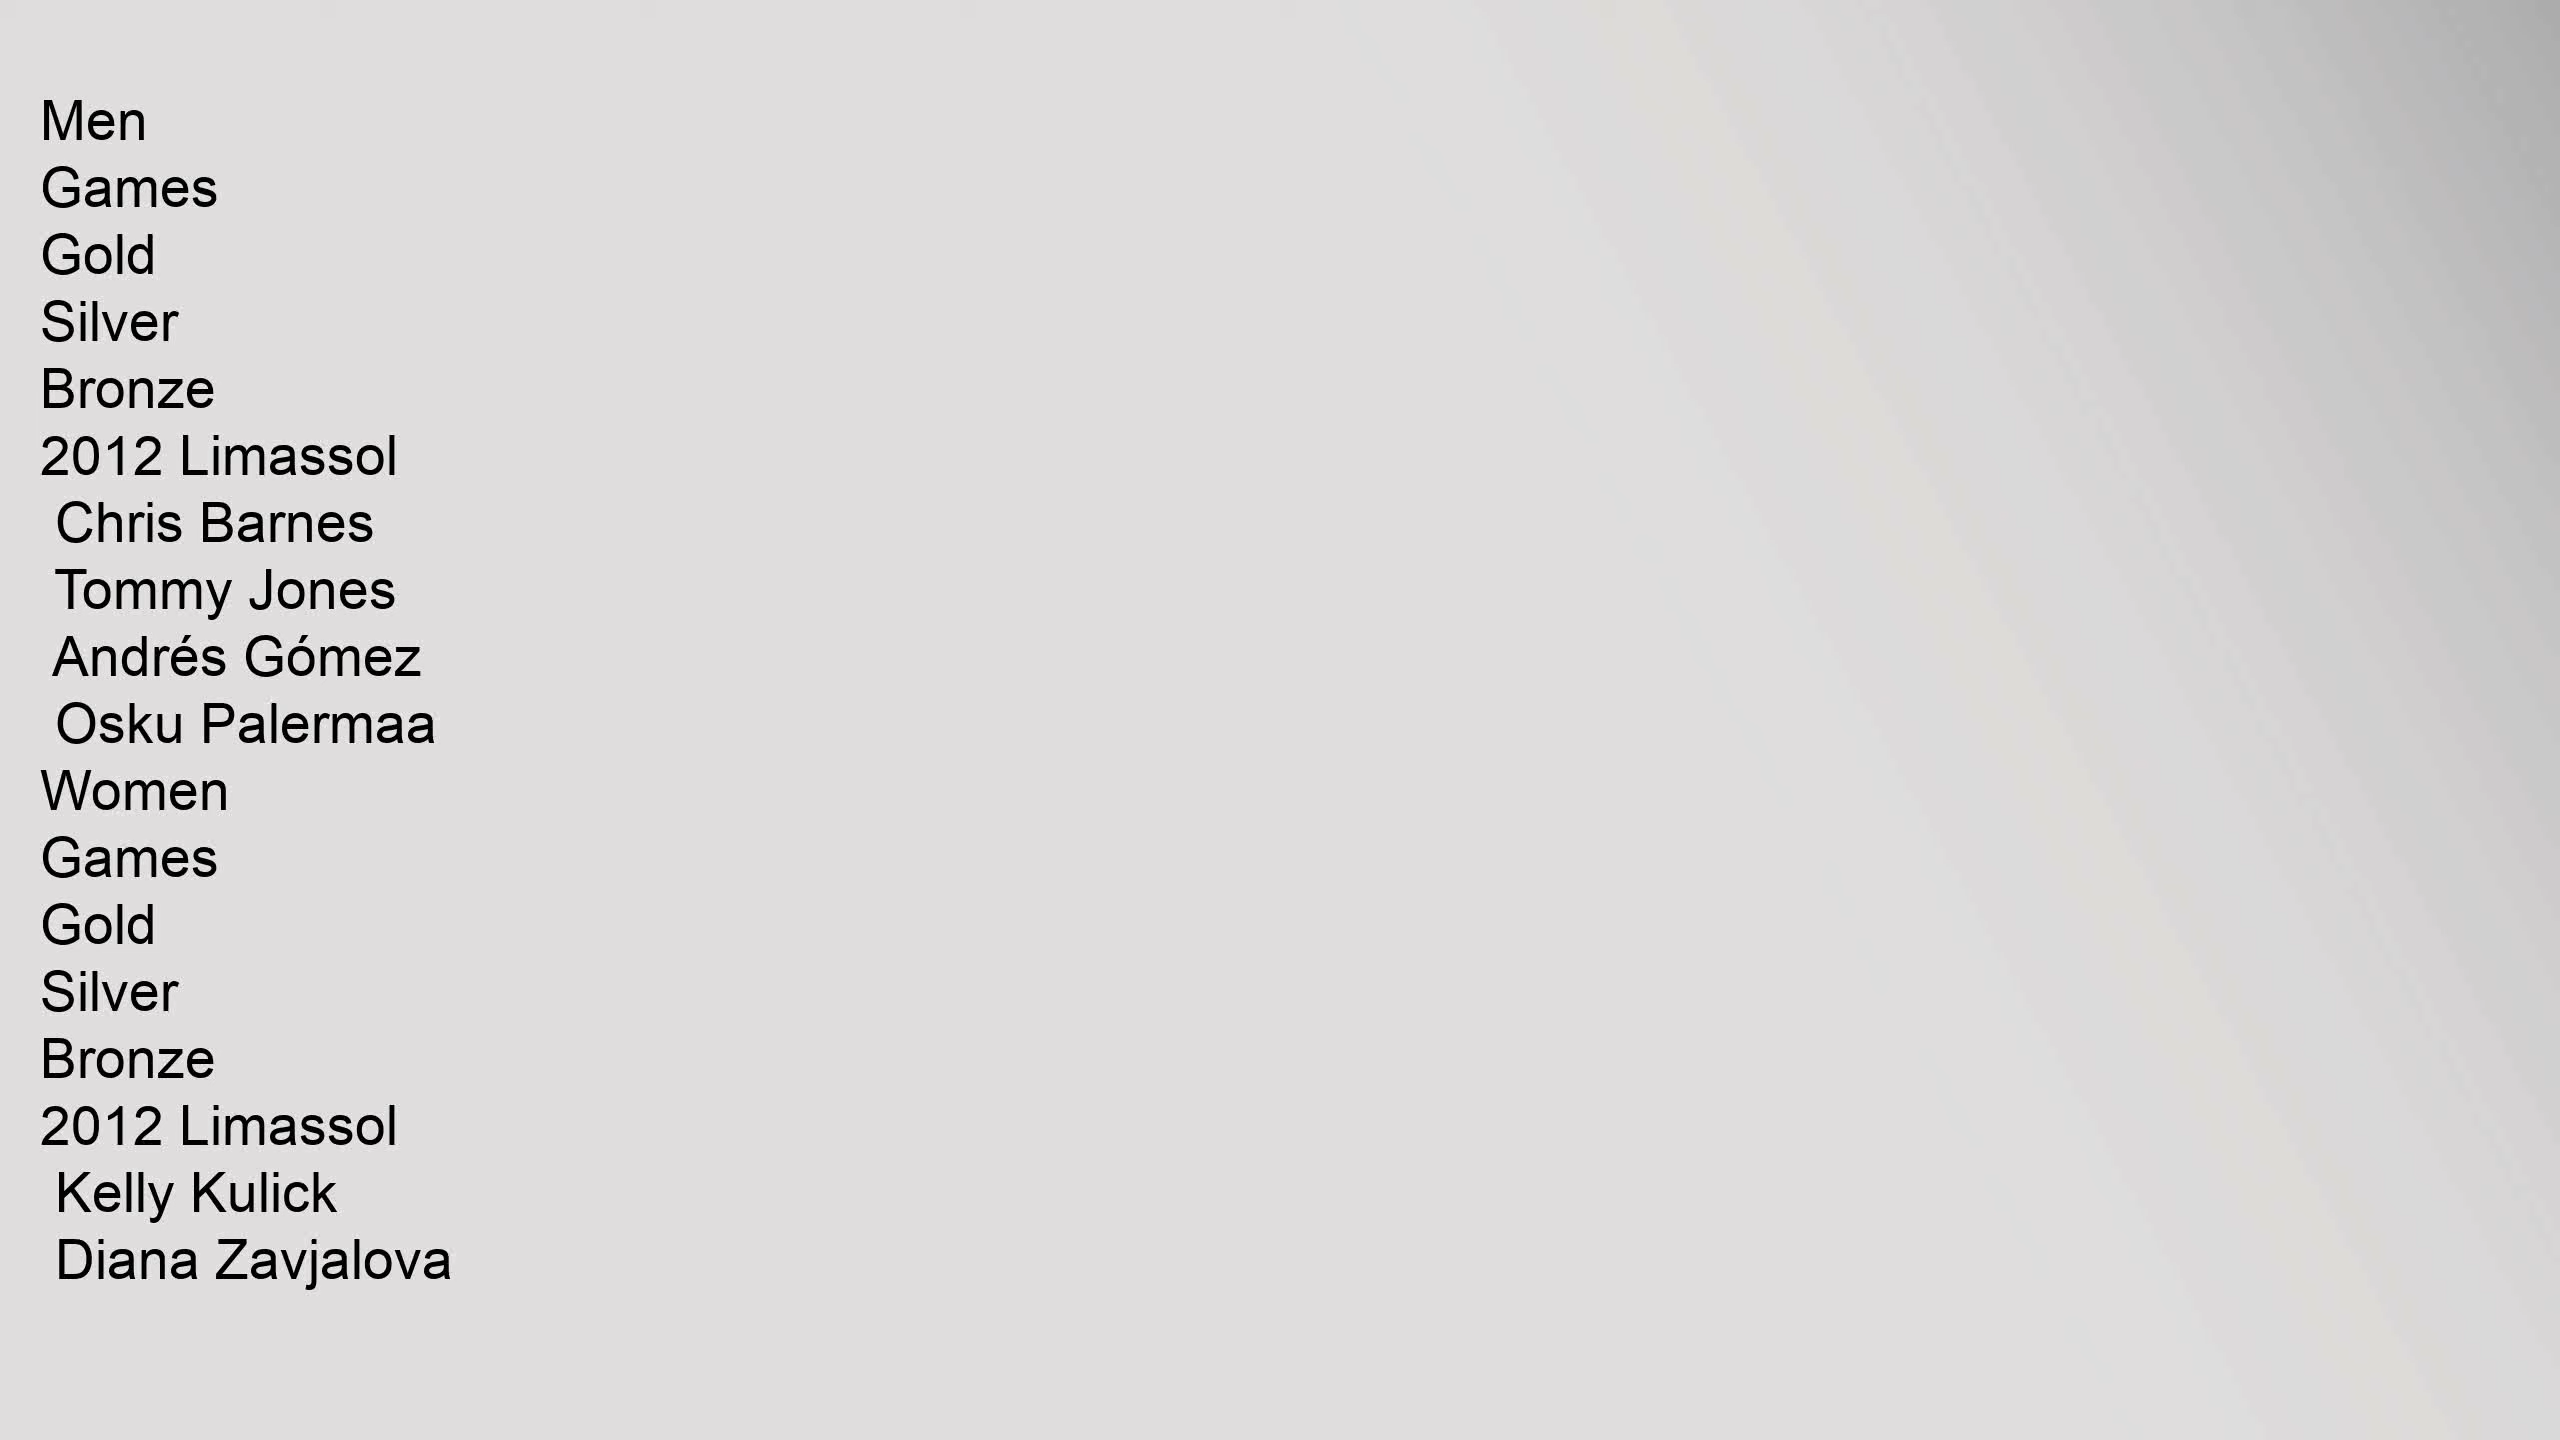 Men
Games
Gold
Silver
Bronze
2012 Limassol
Chris Barnes
Tommy Jones
Andrés Gómez
Osku Palermaa
Women
Games
Gold
Silver
Bronze
2012 Limassol
Kelly Kulick
Diana Zavjalova